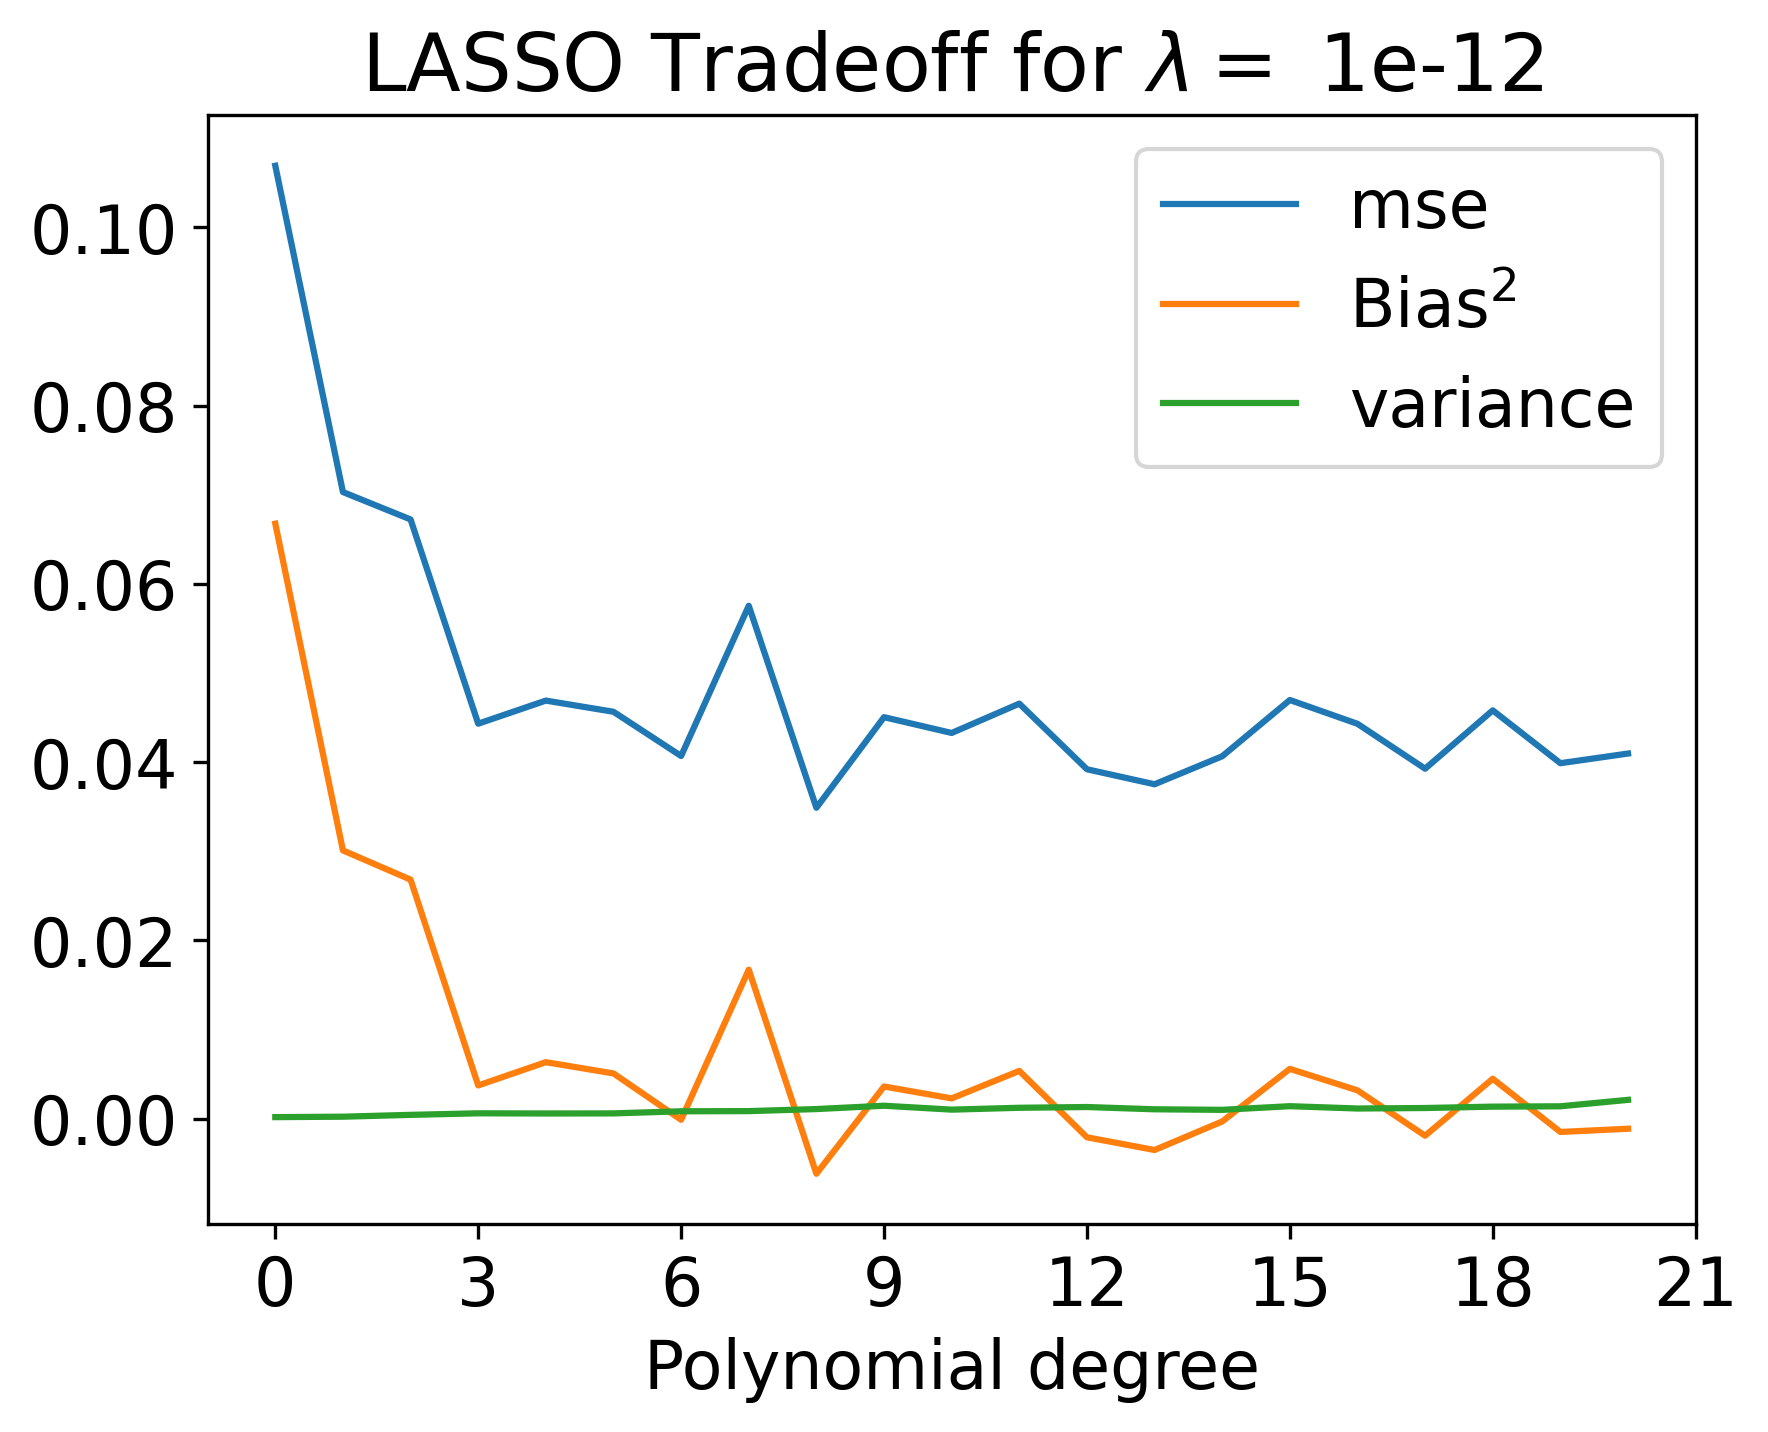 LASSO Tradeoff for λ = 1e-12
mse
Bias²
variance
0.10
0.08
0.06
0.04
0.02
0.00
0 3 6 9 12 15 18 21
Polynomial degree